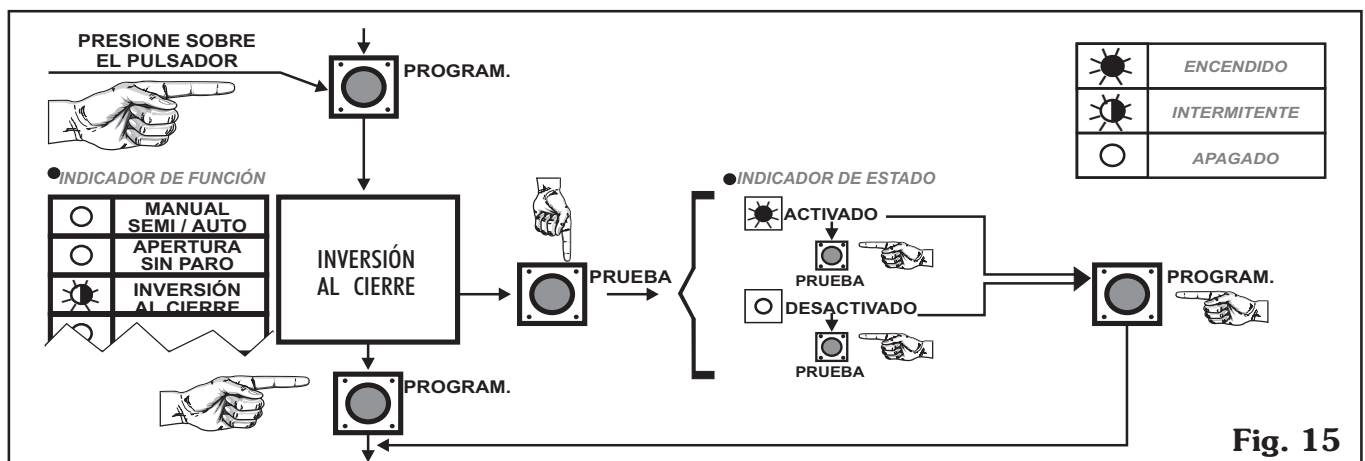 PRESIONE SOBRE
EL PULSADOR
PROGRAM.
ENCENDIDO
INTERMITENTE
APAGADO
INDICADOR DE FUNCIÓN
MANUAL
SEMI / AUTO
APERTURA
SIN PARO
INVERSIÓN
AL CIERRE
INVERSIÓN
AL CIERRE
PRUEBA
INDICADOR DE ESTADO
ACTIVADO
PRUEBA
DESACTIVADO
PRUEBA
PROGRAM.
PROGRAM.
Fig. 15